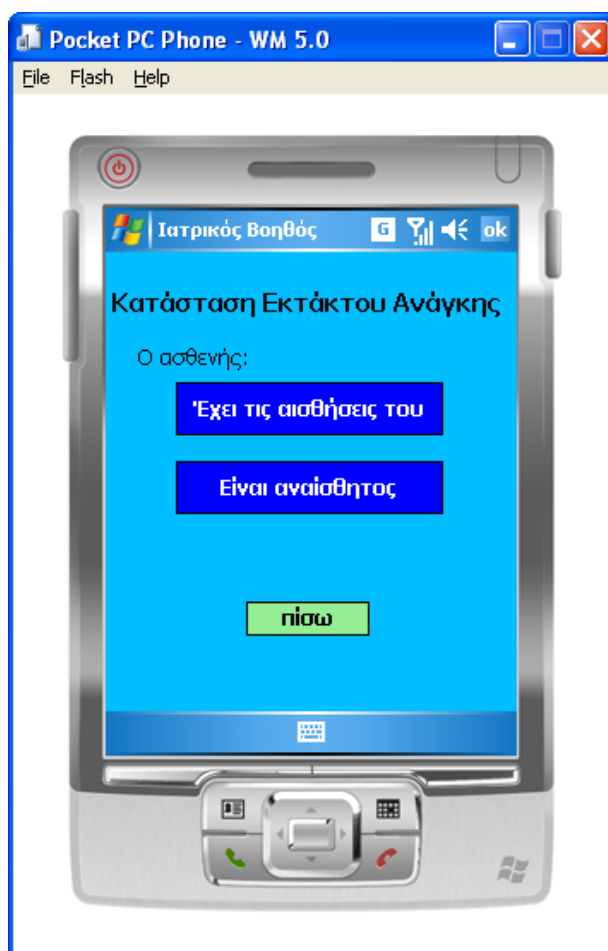 Pocket PC Phone - WM 5.0
File Flash Help
Ιατρικός Βοηθός G ok
Κατάσταση Εκτάκτου Ανάγκης
Ο ασθενής:
Έχει τις αισθήσεις του
Είναι αναίσθητος
πίσω